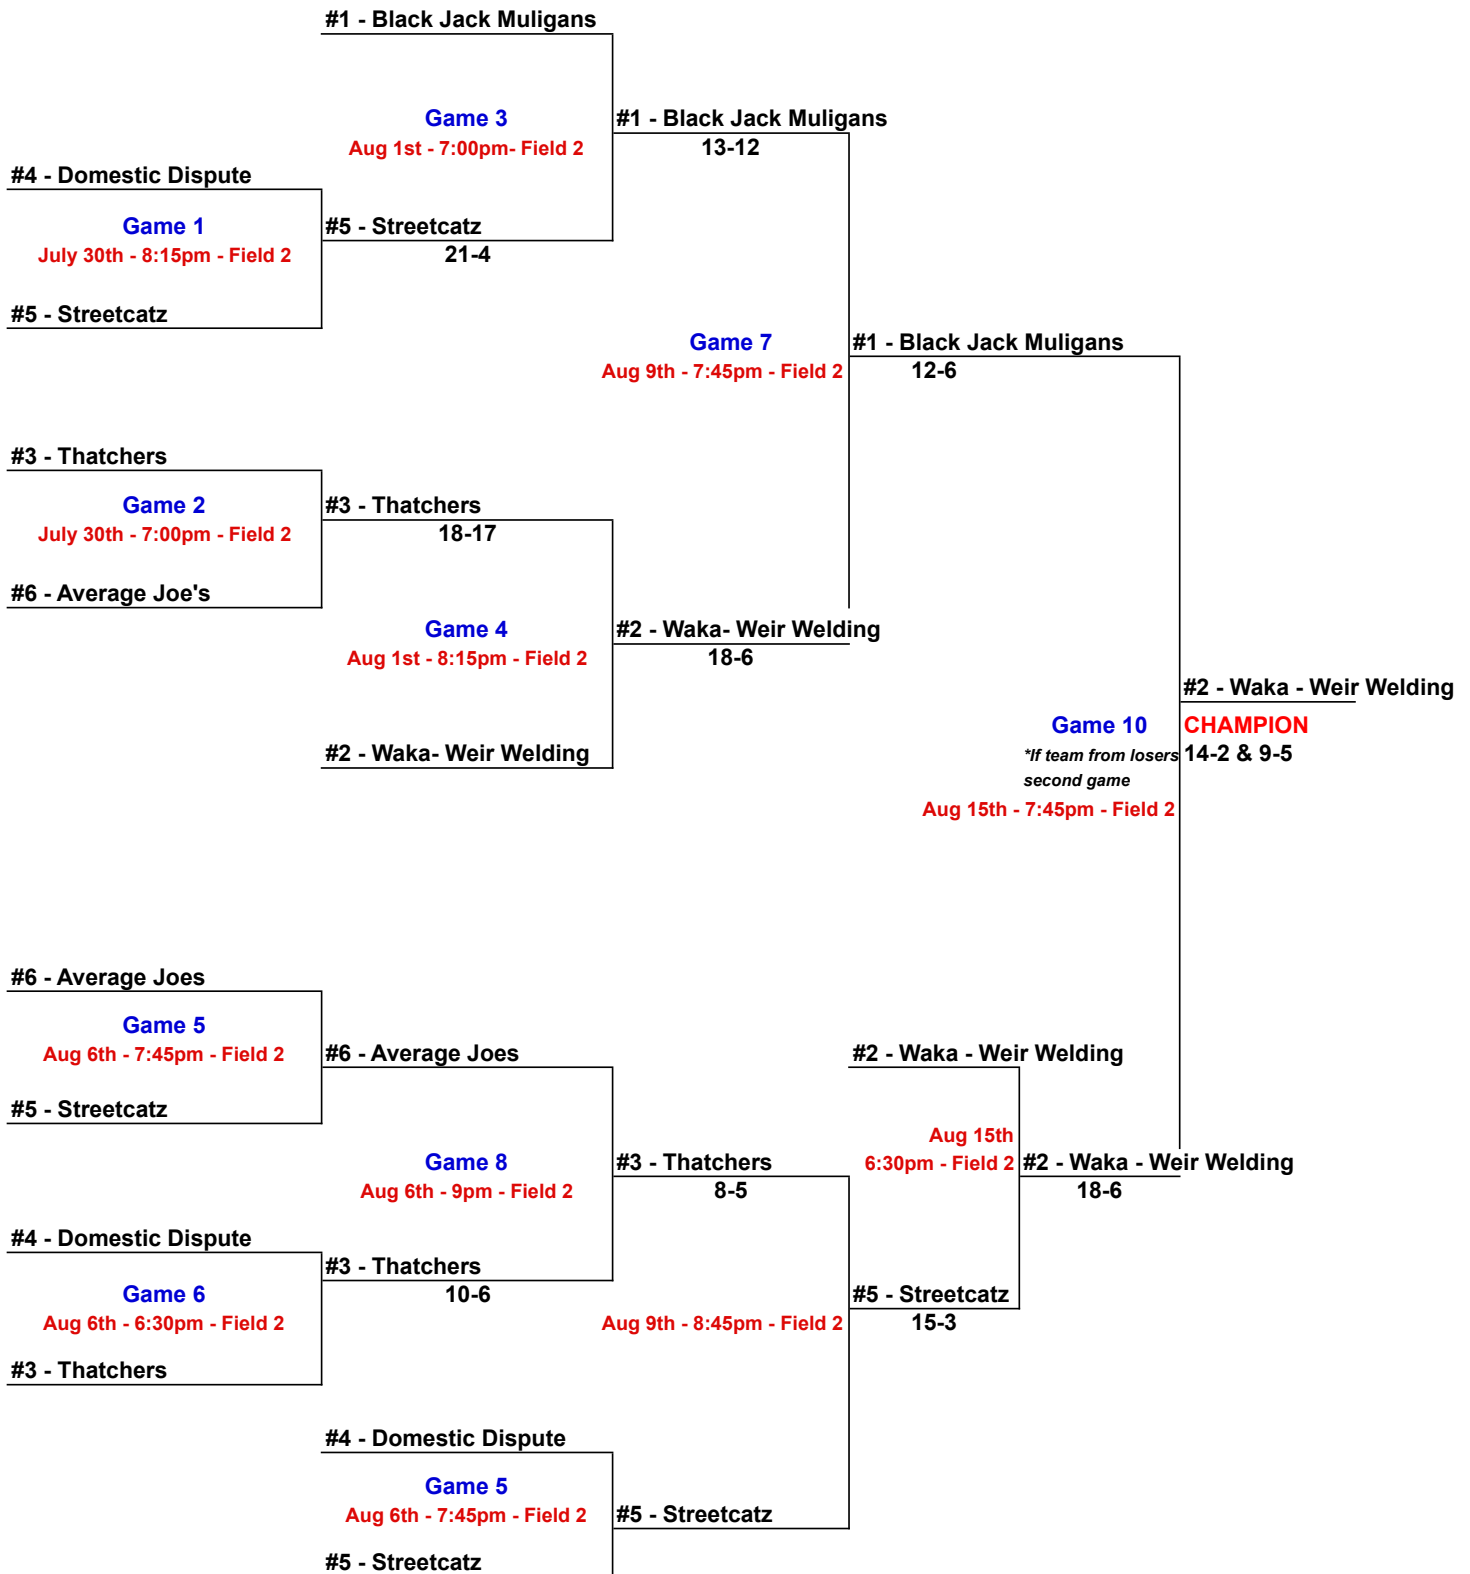 #1 - Black Jack Muligans
Game 3
Aug 1st - 7:00pm- Field 2
#1 - Black Jack Muligans
13-12
#4 - Domestic Dispute
Game 1
July 30th - 8:15pm - Field 2
#5 - Streetcatz
21-4
#5 - Streetcatz
Game 7
Aug 9th - 7:45pm - Field 2
#1 - Black Jack Muligans
12-6
#3 - Thatchers
Game 2
July 30th - 7:00pm - Field 2
#3 - Thatchers
18-17
#6 - Average Joe's
Game 4
Aug 1st - 8:15pm - Field 2
#2 - Waka- Weir Welding
18-6
#2 - Waka- Weir Welding
#2 - Waka - Weir Welding
Game 10
CHAMPION
*If team from losers
14-2 & 9-5
second game
Aug 15th - 7:45pm - Field 2
#6 - Average Joes
Game 5
Aug 6th - 7:45pm - Field 2
#6 - Average Joes
#5 - Streetcatz
#2 - Waka - Weir Welding
Aug 15th
6:30pm - Field 2
#2 - Waka - Weir Welding
18-6
Game 8
Aug 6th - 9pm - Field 2
#3 - Thatchers
8-5
#4 - Domestic Dispute
Game 6
Aug 6th - 6:30pm - Field 2
#3 - Thatchers
10-6
#3 - Thatchers
Aug 9th - 8:45pm - Field 2
#5 - Streetcatz
15-3
#4 - Domestic Dispute
Game 5
Aug 6th - 7:45pm - Field 2
#5 - Streetcatz
#5 - Streetcatz